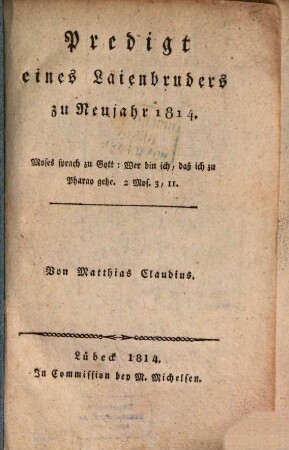 Predigt
eines Laienbruders
zu Neujahr 1814.
Moses sprach zu Gott: Wer bin ich, daß ich zu
Pharao gehe. 2 Mos. 3, 11.
Von Matthias Claudius.
Lübeck 1814.
In Commission bey M. Michelsen.